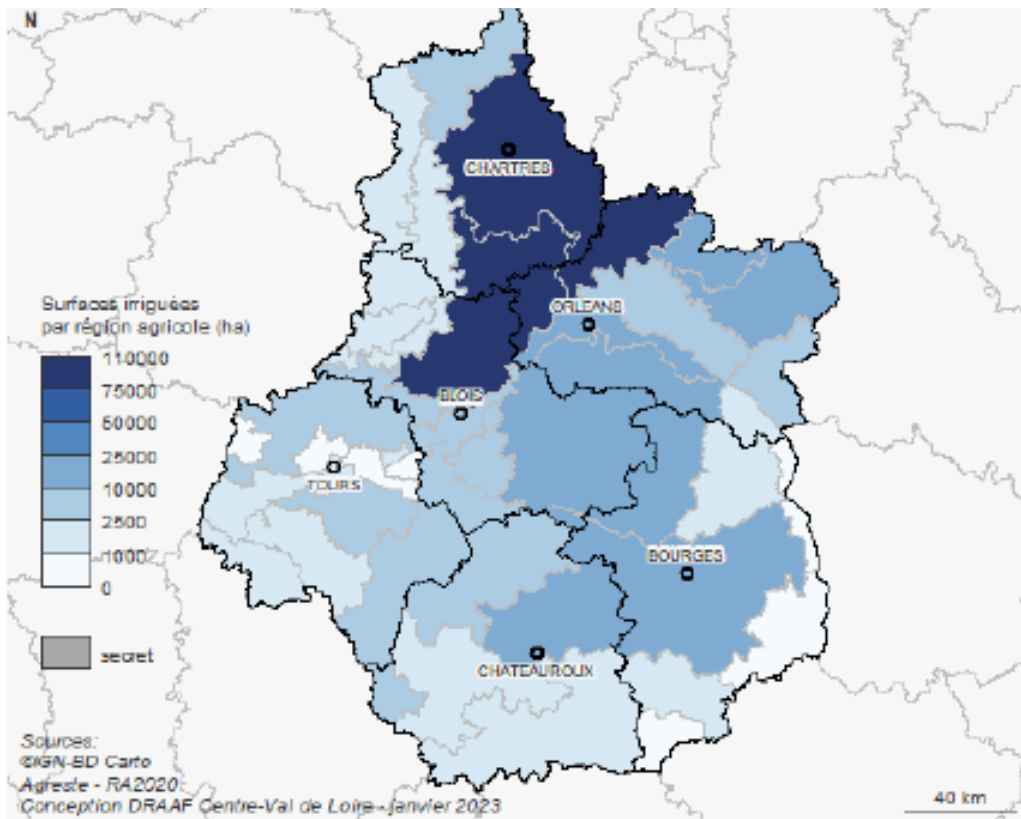 N
CHARTRES
ORLEANS
BLOIS
TOURS
BOURGES
CHATEAUROUX
Surfaces irriguées
par région agricole (ha)
110000
75000
50000
25000
10000
2500
1000
0
secret
Sources:
©IGN-BD Carto
Agreste - RA2020
Conception DRAAF Centre-Val de Loire - janvier 2023
40 km